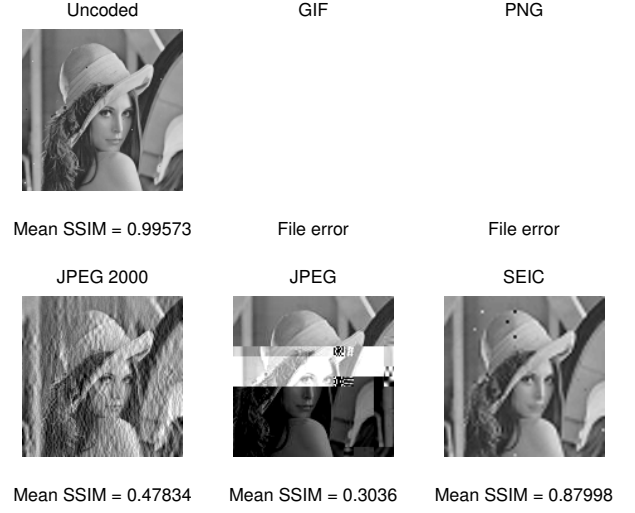 Uncoded
GIF
PNG
Mean SSIM = 0.99573
File error
File error
JPEG 2000
JPEG
SEIC
Mean SSIM = 0.47834
Mean SSIM = 0.3036
Mean SSIM = 0.87998